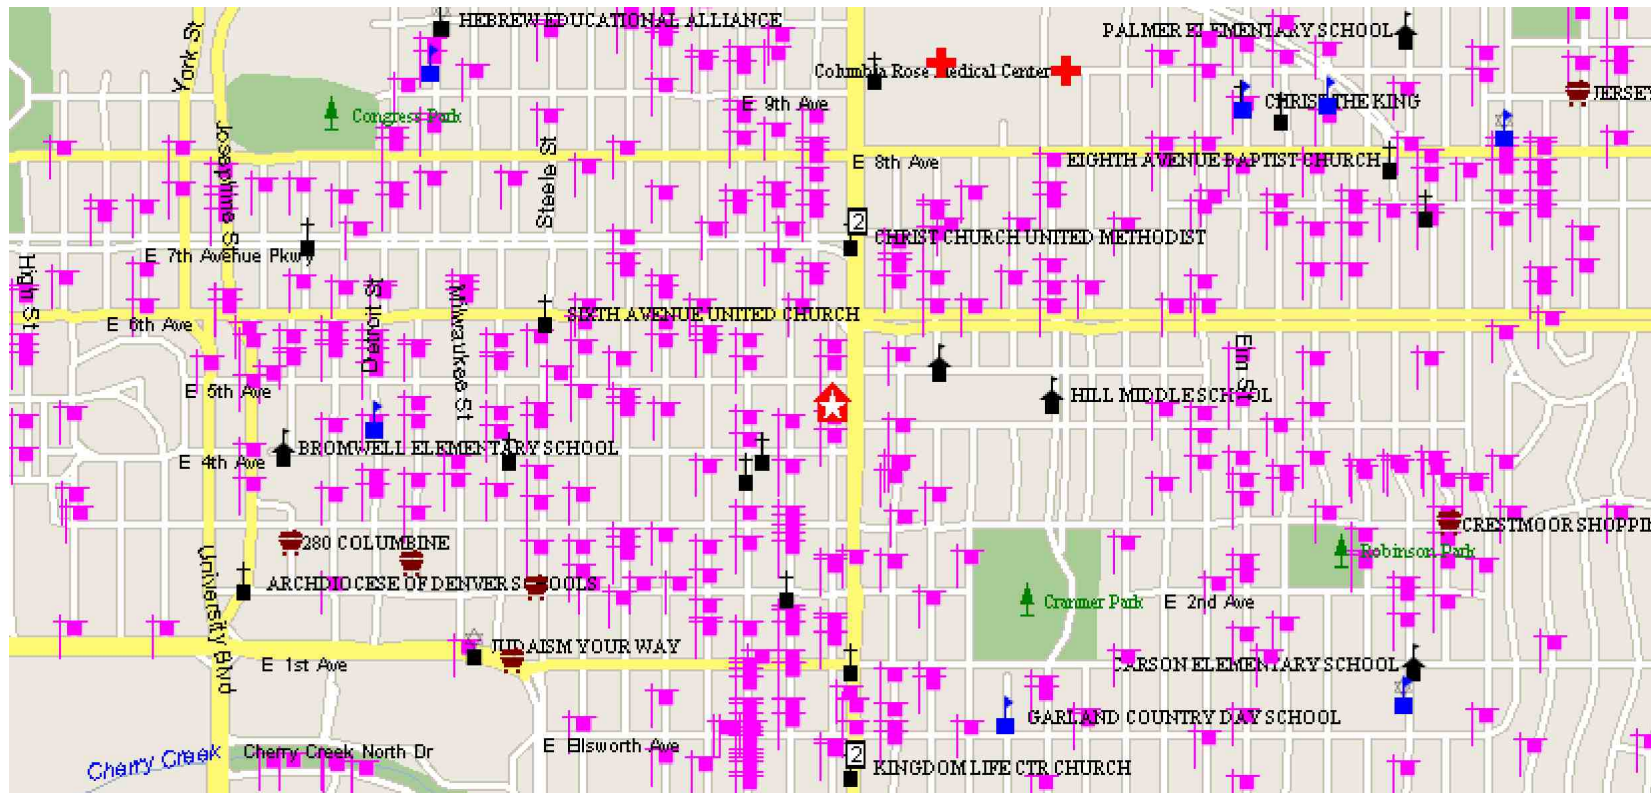 HEBREW EDUCATIONAL ALLIANCE
PALMER ELEMENTARY SCHOOL
York St
Columbia Rose Medical Center
JERSEY
E 9th Ave
CHRIST THE KING
Congress Park
Josephine St
Steele St
E 8th Ave
EIGHTH AVENUE BAPTIST CHURCH
2
CHRIST CHURCH UNITED METHODIST
E 7th Avenue Pkwy
High St
Detroit St
Milwaukee St
E 6th Ave
SIXTH AVENUE UNITED CHURCH
Elm St
E 5th Ave
HILL MIDDLE SCHOOL
BROMWELL ELEMENTARY SCHOOL
E 4th Ave
CRESTMOOR SHOPPIN
280 COLUMBINE
Robinson Park
University Blvd
ARCHDIOCESE OF DENVER SCHOOLS
Cranmer Park
E 2nd Ave
JUDAISM YOUR WAY
E 1st Ave
CARSON ELEMENTARY SCHOOL
GARLAND COUNTRY DAY SCHOOL
E Ellsworth Ave
Cherry Creek North Dr
2
Cherry Creek
KINGDOM LIFE CTR CHURCH